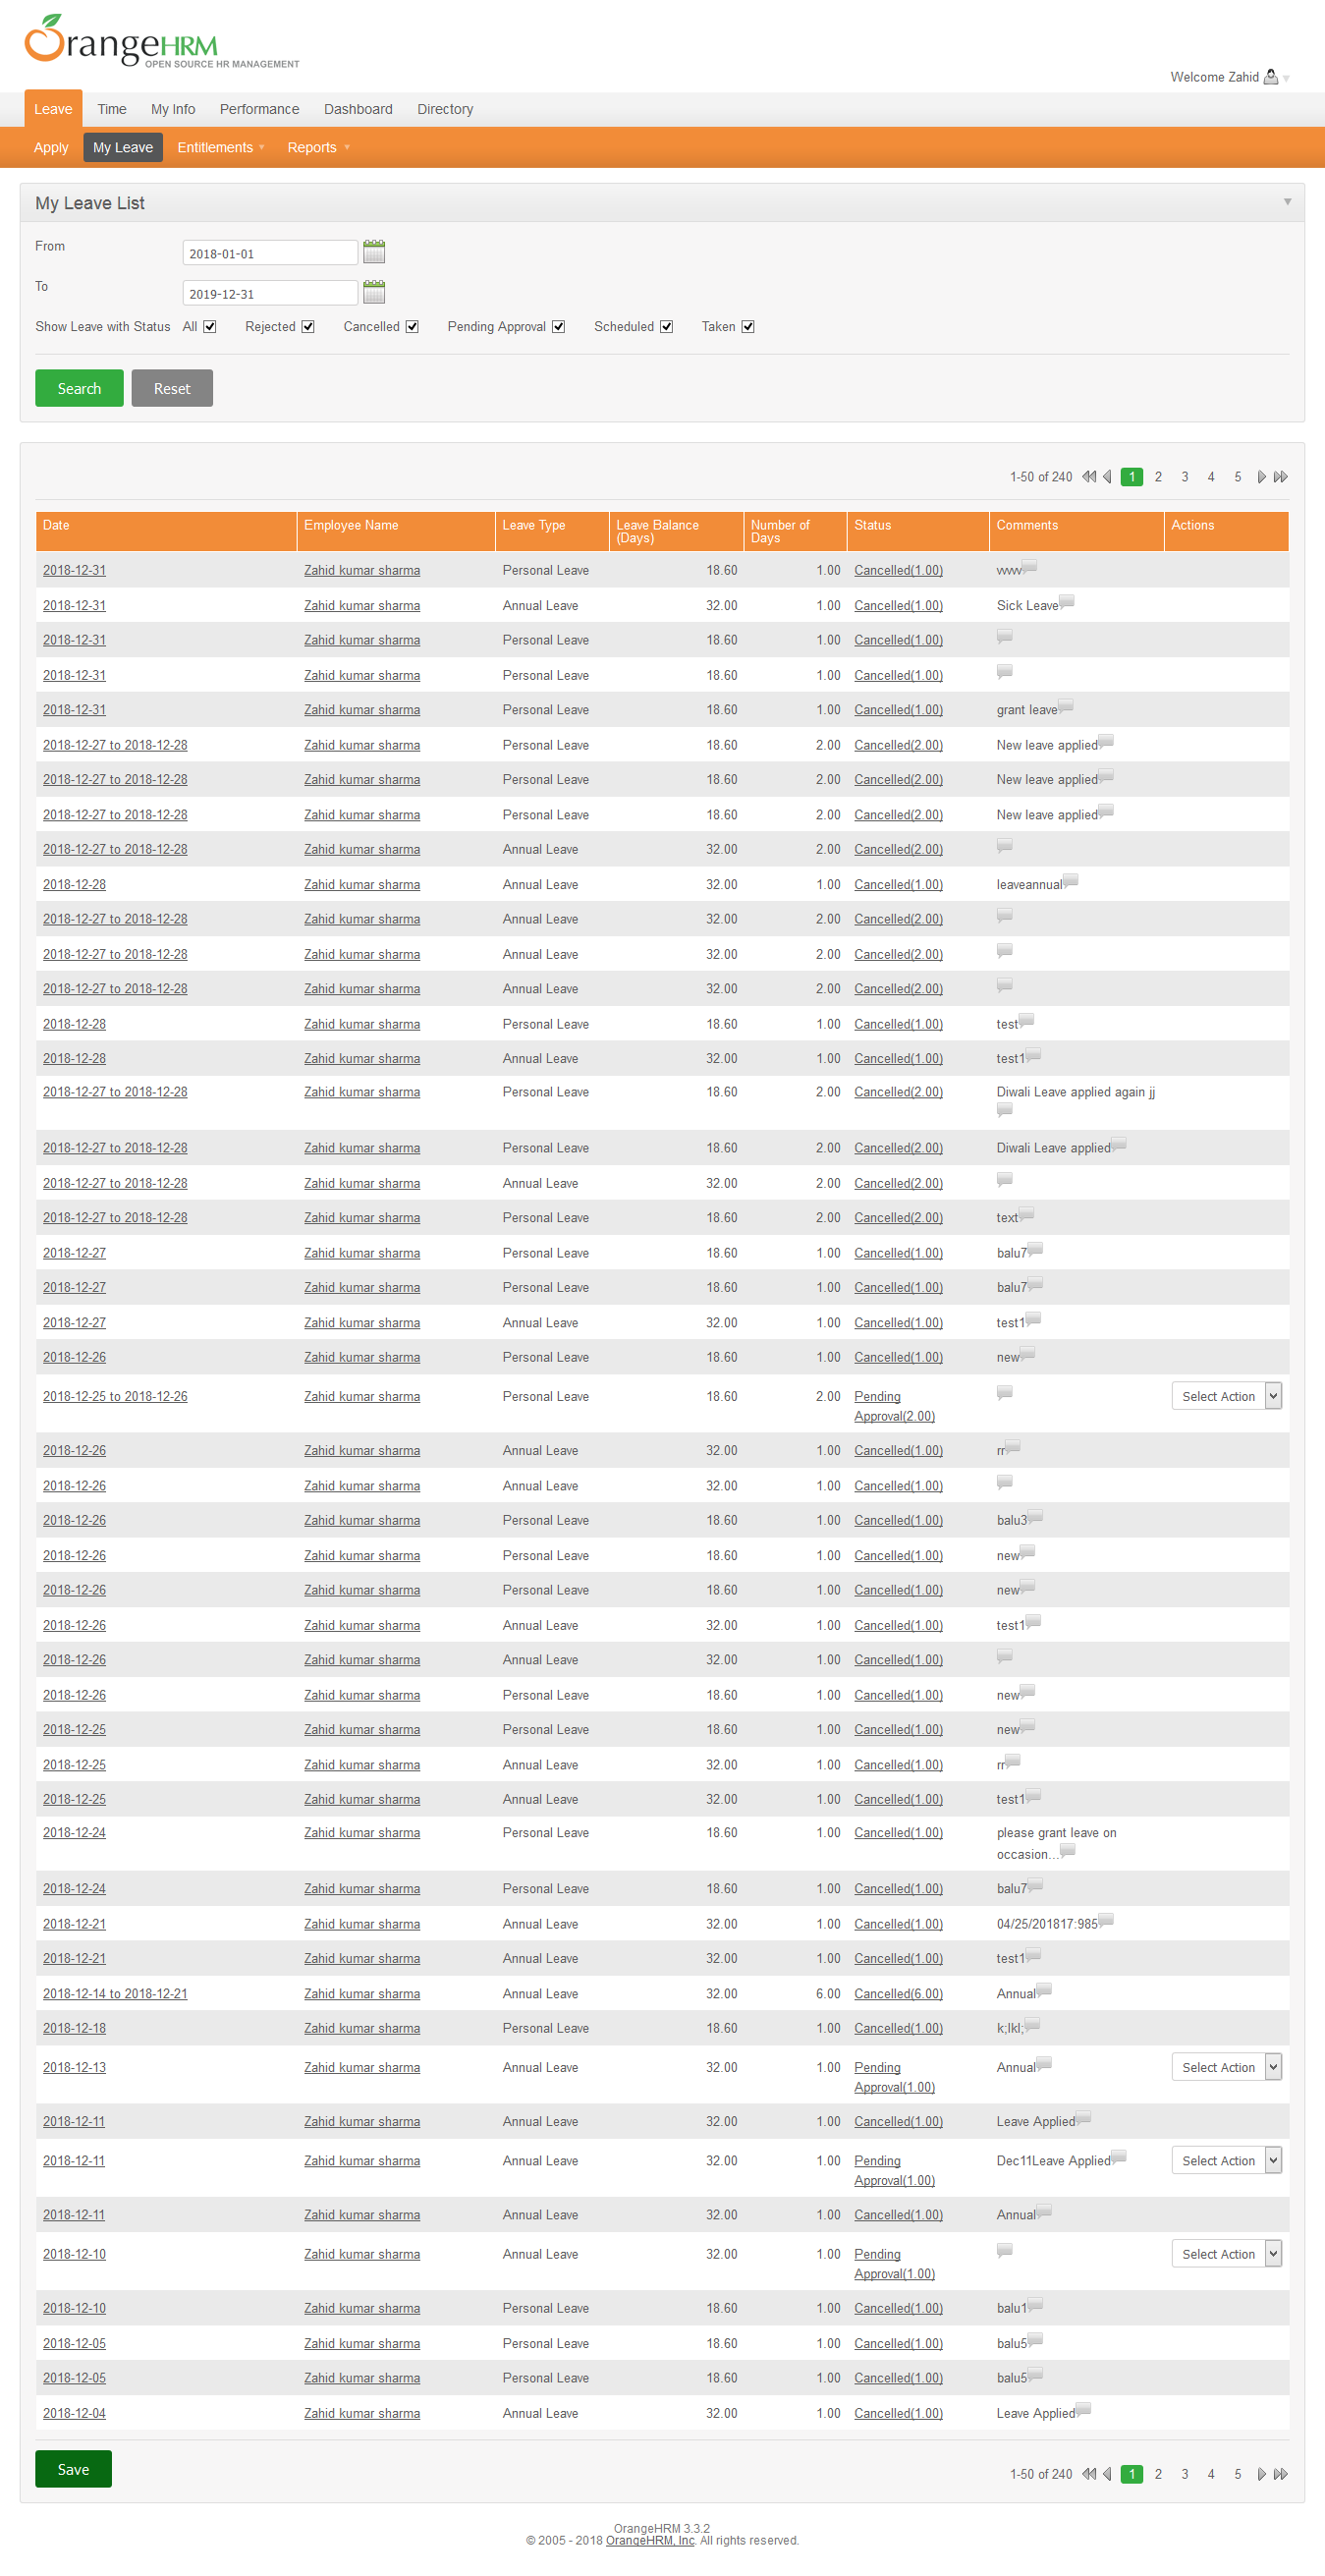 OrangeHRM
OPEN SOURCE HR MANAGEMENT
Welcome Zahid
Leave Time My Info Performance Dashboard Directory
Apply My Leave Entitlements Reports
My Leave List
From 2018-01-01
To 2019-12-31
Show Leave with Status All Rejected Cancelled Pending Approval Scheduled Taken
Search Reset
1-50 of 240 1 2 3 4 5
Date Employee Name Leave Type Leave Balance Number of Status Comments Actions
(Days) Days
2018-12-31 Zahid kumar sharma Personal Leave 18.60 1.00 Cancelled(1.00)
2018-12-31 Zahid kumar sharma Annual Leave 32.00 1.00 Cancelled(1.00) Sick Leave
2018-12-31 Zahid kumar sharma Personal Leave 18.60 1.00 Cancelled(1.00)
2018-12-31 Zahid kumar sharma Personal Leave 18.60 1.00 Cancelled(1.00)
2018-12-31 Zahid kumar sharma Personal Leave 18.60 1.00 Cancelled(1.00) grant leave
2018-12-27 to 2018-12-28 Zahid kumar sharma Personal Leave 18.60 2.00 Cancelled(2.00) New leave applied
2018-12-27 to 2018-12-28 Zahid kumar sharma Personal Leave 18.60 2.00 Cancelled(2.00) New leave applied
2018-12-27 to 2018-12-28 Zahid kumar sharma Personal Leave 18.60 2.00 Cancelled(2.00) New leave applied
2018-12-27 to 2018-12-28 Zahid kumar sharma Annual Leave 32.00 2.00 Cancelled(2.00)
2018-12-28 Zahid kumar sharma Annual Leave 32.00 1.00 Cancelled(1.00) leaveannual
2018-12-27 to 2018-12-28 Zahid kumar sharma Annual Leave 32.00 2.00 Cancelled(2.00)
2018-12-27 to 2018-12-28 Zahid kumar sharma Annual Leave 32.00 2.00 Cancelled(2.00)
2018-12-27 to 2018-12-28 Zahid kumar sharma Annual Leave 32.00 2.00 Cancelled(2.00)
2018-12-28 Zahid kumar sharma Personal Leave 18.60 1.00 Cancelled(1.00) test
2018-12-28 Zahid kumar sharma Annual Leave 32.00 1.00 Cancelled(1.00) test1
2018-12-27 to 2018-12-28 Zahid kumar sharma Personal Leave 18.60 2.00 Cancelled(2.00) Diwali Leave applied again jj
2018-12-27 to 2018-12-28 Zahid kumar sharma Personal Leave 18.60 2.00 Cancelled(2.00) Diwali Leave applied
2018-12-27 to 2018-12-28 Zahid kumar sharma Annual Leave 32.00 2.00 Cancelled(2.00)
2018-12-27 to 2018-12-28 Zahid kumar sharma Personal Leave 18.60 2.00 Cancelled(2.00) text
2018-12-27 Zahid kumar sharma Personal Leave 18.60 1.00 Cancelled(1.00) balu7
2018-12-27 Zahid kumar sharma Personal Leave 18.60 1.00 Cancelled(1.00) balu7
2018-12-27 Zahid kumar sharma Annual Leave 32.00 1.00 Cancelled(1.00) test1
2018-12-26 Zahid kumar sharma Personal Leave 18.60 1.00 Cancelled(1.00) new
2018-12-25 to 2018-12-26 Zahid kumar sharma Personal Leave 18.60 2.00 Pending Select Action
Approval(2.00)
2018-12-26 Zahid kumar sharma Annual Leave 32.00 1.00 Cancelled(1.00) rr
2018-12-26 Zahid kumar sharma Annual Leave 32.00 1.00 Cancelled(1.00)
2018-12-26 Zahid kumar sharma Personal Leave 18.60 1.00 Cancelled(1.00) balu3
2018-12-26 Zahid kumar sharma Personal Leave 18.60 1.00 Cancelled(1.00) new
2018-12-26 Zahid kumar sharma Personal Leave 18.60 1.00 Cancelled(1.00) new
2018-12-26 Zahid kumar sharma Annual Leave 32.00 1.00 Cancelled(1.00) test1
2018-12-26 Zahid kumar sharma Annual Leave 32.00 1.00 Cancelled(1.00)
2018-12-26 Zahid kumar sharma Personal Leave 18.60 1.00 Cancelled(1.00) new
2018-12-25 Zahid kumar sharma Personal Leave 18.60 1.00 Cancelled(1.00) new
2018-12-25 Zahid kumar sharma Annual Leave 32.00 1.00 Cancelled(1.00) rr
2018-12-25 Zahid kumar sharma Annual Leave 32.00 1.00 Cancelled(1.00) test1
2018-12-24 Zahid kumar sharma Personal Leave 18.60 1.00 Cancelled(1.00) please grant leave on
occasion...
2018-12-24 Zahid kumar sharma Personal Leave 18.60 1.00 Cancelled(1.00) balu7
2018-12-21 Zahid kumar sharma Annual Leave 32.00 1.00 Cancelled(1.00) 04/25/201817:985
2018-12-21 Zahid kumar sharma Annual Leave 32.00 1.00 Cancelled(1.00) test1
2018-12-14 to 2018-12-21 Zahid kumar sharma Annual Leave 32.00 6.00 Cancelled(6.00) Annual
2018-12-18 Zahid kumar sharma Personal Leave 18.60 1.00 Cancelled(1.00) k;lkl;
2018-12-13 Zahid kumar sharma Annual Leave 32.00 1.00 Pending Annual Select Action
Approval(1.00)
2018-12-11 Zahid kumar sharma Annual Leave 32.00 1.00 Cancelled(1.00) Leave Applied
2018-12-11 Zahid kumar sharma Annual Leave 32.00 1.00 Pending Dec11Leave Applied Select Action
Approval(1.00)
2018-12-11 Zahid kumar sharma Annual Leave 32.00 1.00 Cancelled(1.00) Annual
2018-12-10 Zahid kumar sharma Annual Leave 32.00 1.00 Pending Select Action
Approval(1.00)
2018-12-10 Zahid kumar sharma Personal Leave 18.60 1.00 Cancelled(1.00) balu1
2018-12-05 Zahid kumar sharma Personal Leave 18.60 1.00 Cancelled(1.00) balu5
2018-12-05 Zahid kumar sharma Personal Leave 18.60 1.00 Cancelled(1.00) balu5
2018-12-04 Zahid kumar sharma Annual Leave 32.00 1.00 Cancelled(1.00) Leave Applied
Save
1-50 of 240 1 2 3 4 5
OrangeHRM 3.3.2
© 2005 - 2018 OrangeHRM, Inc. All rights reserved.